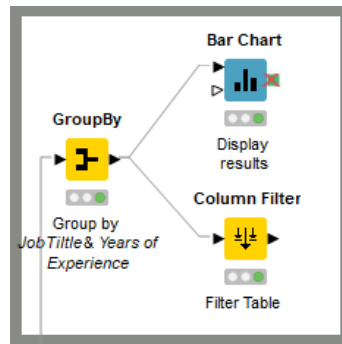 Bar Chart
GroupBy
Display
results
Group by
JobTiltle& Years of
Experience
Column Filter
Filter Table